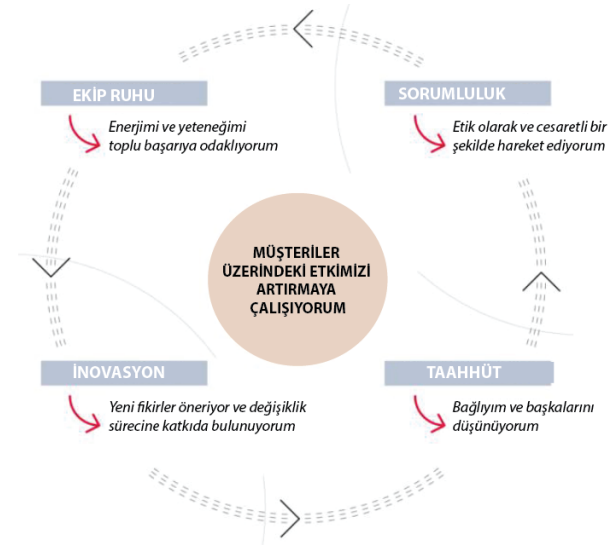 EKİP RUHU
Enerjimi ve yeteneğimi
toplu başarıya odaklıyorum
SORUMLULUK
Etik olarak ve cesaretli bir
şekilde hareket ediyorum
MÜŞTERİLER
ÜZERİNDEKİ ETKİMİZİ
ARTIRMAYA
ÇALIŞIYORUM
İNOVASYON
Yeni fikirler öneriyor ve değişiklik
sürecine katkıda bulunuyorum
TAAHHÜT
Bağlıyım ve başkalarını
düşünüyorum